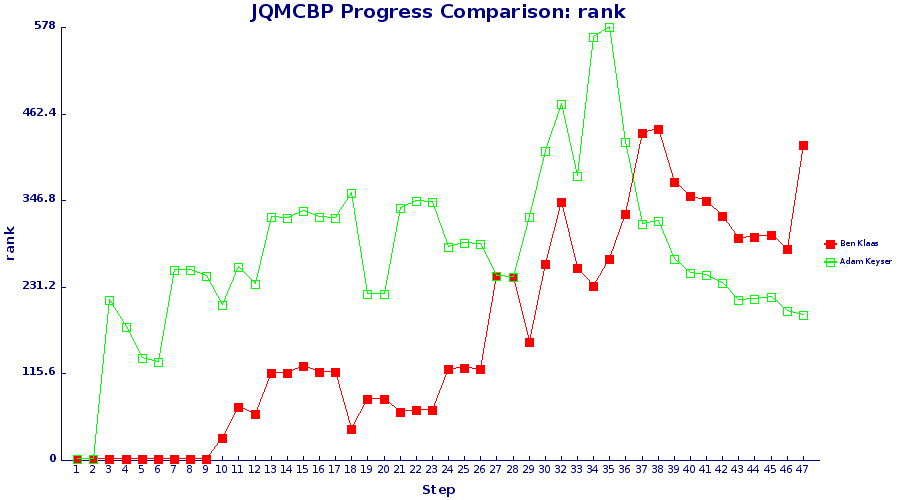 JQMCBP Progress Comparison: rank
578
462.4
346.8
231.2
115.6
0
rank
1 2 3 4 5 6 7 8 9 10 11 12 13 14 15 16 17 18 19 20 21 22 23 24 25 26 27 28 29 30 31 32 33 34 35 36 37 38 39 40 41 42 43 44 45 46 47
Step
Ben Klaas
Adam Keyser